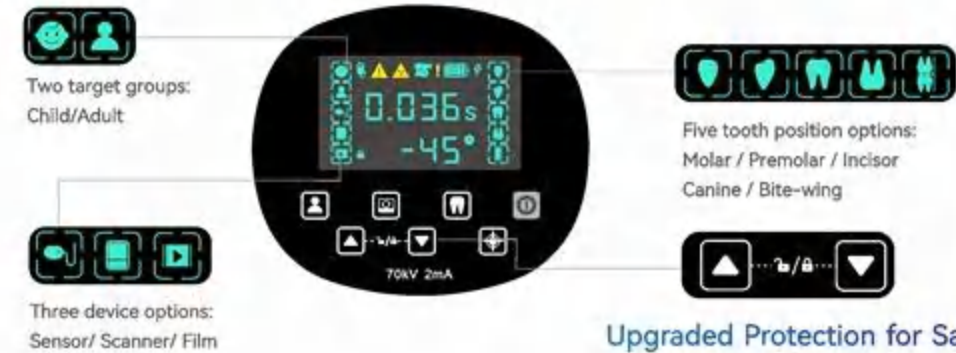 Two target groups:
Child/Adult
0.036s
-45°
70kV 2mA
Five tooth position options:
Molar / Premolar / Incisor
Canine / Bite-wing
Three device options:
Sensor/ Scanner/ Film
Upgraded Protection for Sa